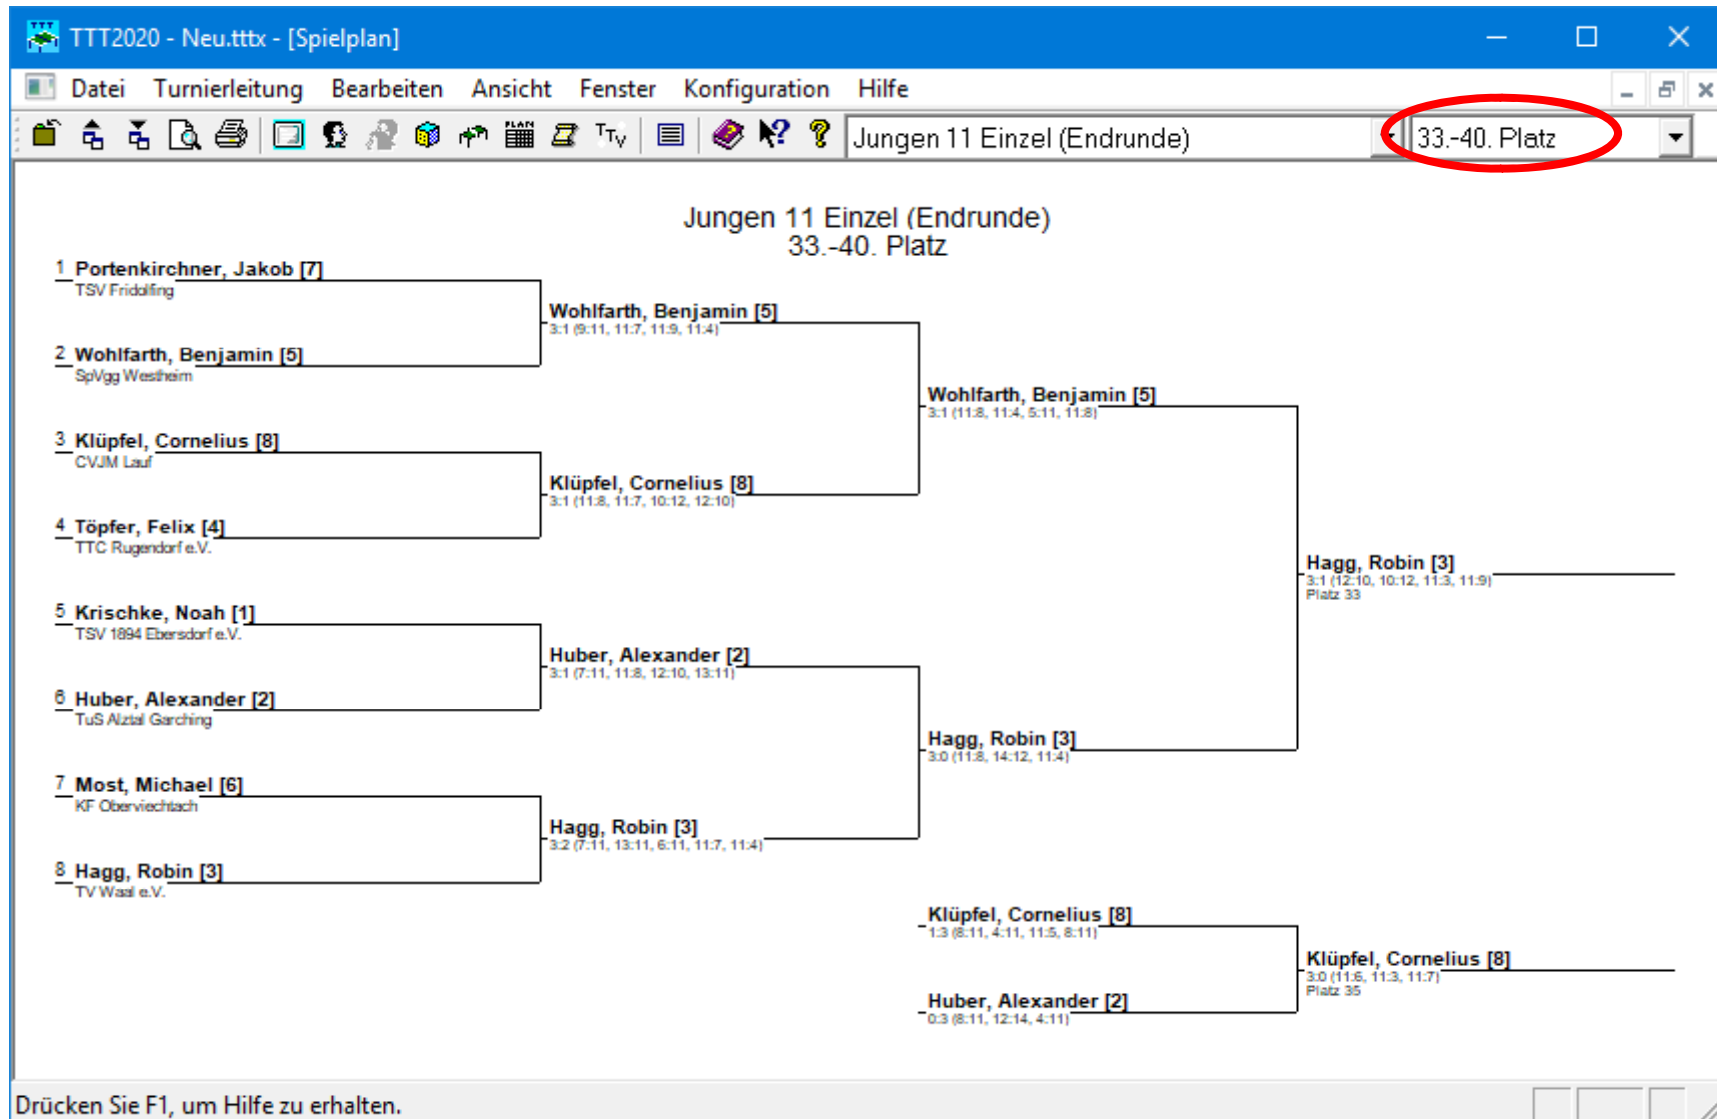 TTT2020 - Neu.tttx - [Spielplan]
Datei Turnierleitung Bearbeiten Ansicht Fenster Konfiguration Hilfe
Jungen 11 Einzel (Endrunde)
33.-40. Platz
Jungen 11 Einzel (Endrunde)
33.-40. Platz
1 Portenkirchner, Jakob [7]
TSV Fridolfing
Wohlfarth, Benjamin [5]
3:1 (9:11, 11:7, 11:9, 11:4)
2 Wohlfarth, Benjamin [5]
SpVgg Westheim
Wohlfarth, Benjamin [5]
3:1 (11:8, 11:4, 5:11, 11:8)
3 Klüpfel, Cornelius [8]
CVJM Lauf
Klüpfel, Cornelius [8]
3:1 (11:8, 11:7, 10:12, 12:10)
4 Töpfer, Felix [4]
TTC Rugendorf e.V.
Hagg, Robin [3]
3:1 (12:10, 10:12, 11:3, 11:9)
Platz 33
5 Krischke, Noah [1]
TSV 1894 Ebersdorf e.V.
Huber, Alexander [2]
3:1 (7:11, 11:8, 12:10, 13:11)
6 Huber, Alexander [2]
TuS Alztal Garching
Hagg, Robin [3]
3:0 (11:8, 14:12, 11:4)
7 Most, Michael [6]
KF Oberviechtach
Hagg, Robin [3]
3:2 (7:11, 13:11, 6:11, 11:7, 11:4)
8 Hagg, Robin [3]
TV Waal e.V.
Klüpfel, Cornelius [8]
1:3 (8:11, 4:11, 11:5, 8:11)
Klüpfel, Cornelius [8]
3:0 (11:6, 11:3, 11:7)
Platz 35
Huber, Alexander [2]
0:3 (8:11, 12:14, 4:11)
Drücken Sie F1, um Hilfe zu erhalten.